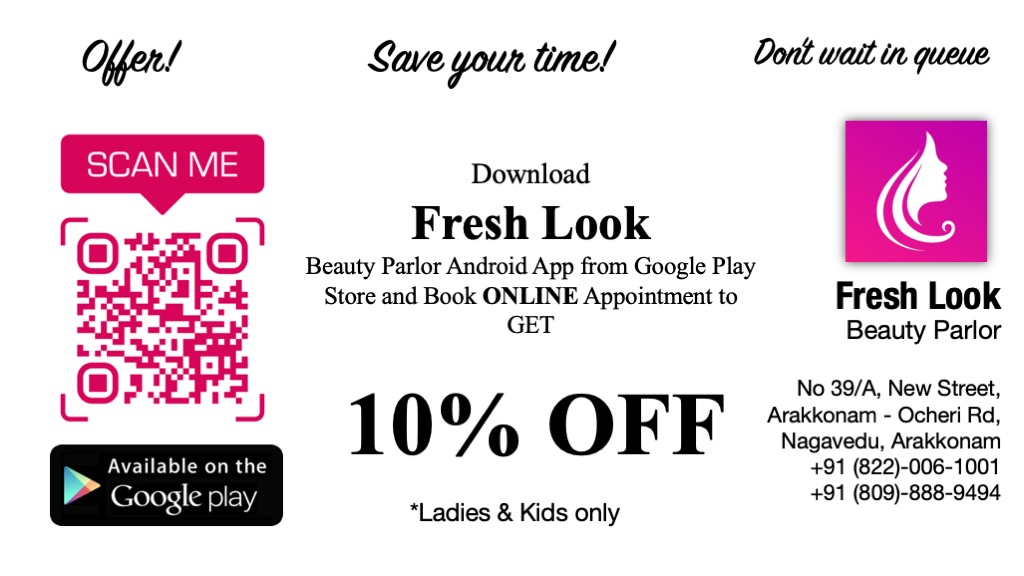 Offer!
Save your time!
Don't wait in queue
SCAN ME
Available on the
Google play
Download
Fresh Look
Beauty Parlor Android App from Google Play
Store and Book ONLINE Appointment to
GET
10% OFF
*Ladies & Kids only
Fresh Look
Beauty Parlor
No 39/A, New Street,
Arakkonam - Ocheri Rd,
Nagavedu, Arakkonam
+91 (822)-006-1001
+91 (809)-888-9494